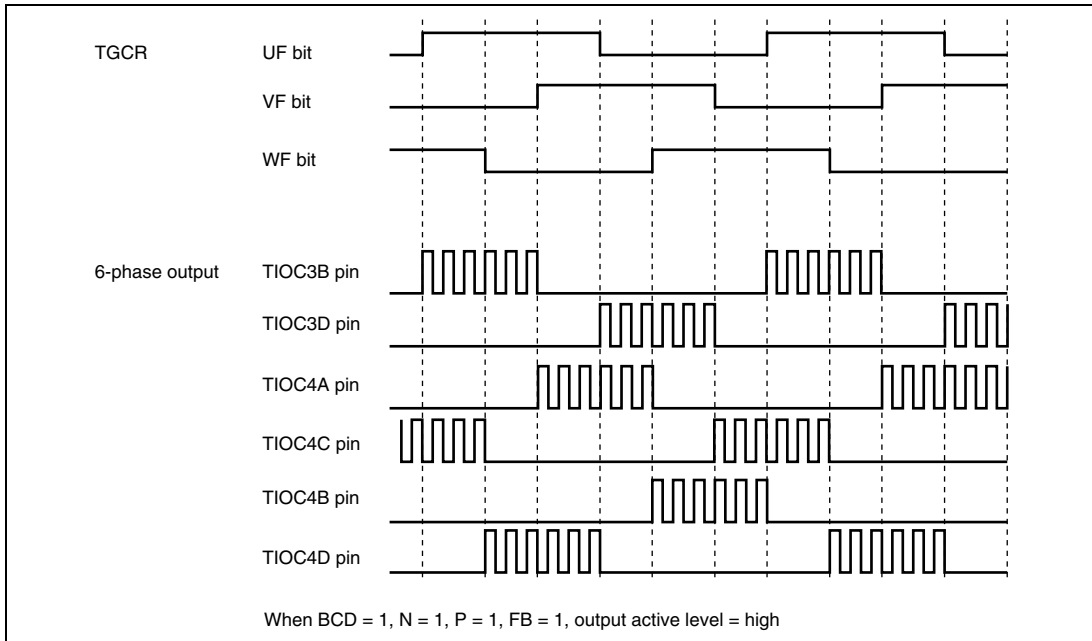 TGCR UF bit
VF bit
WF bit
6-phase output TIOC3B pin
TIOC3D pin
TIOC4A pin
TIOC4C pin
TIOC4B pin
TIOC4D pin
When BCD = 1, N = 1, P = 1, FB = 1, output active level = high